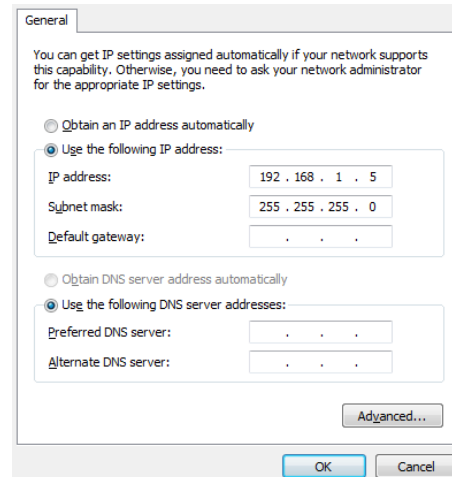 General
You can get IP settings assigned automatically if your network supports
this capability. Otherwise, you need to ask your network administrator
for the appropriate IP settings.
Obtain an IP address automatically
Use the following IP address:
IP address: 192 . 168 . 1 . 5
Subnet mask: 255 . 255 . 255 . 0
Default gateway: . . .
Obtain DNS server address automatically
Use the following DNS server addresses:
Preferred DNS server: . . .
Alternate DNS server: . . .
Advanced...
OK Cancel